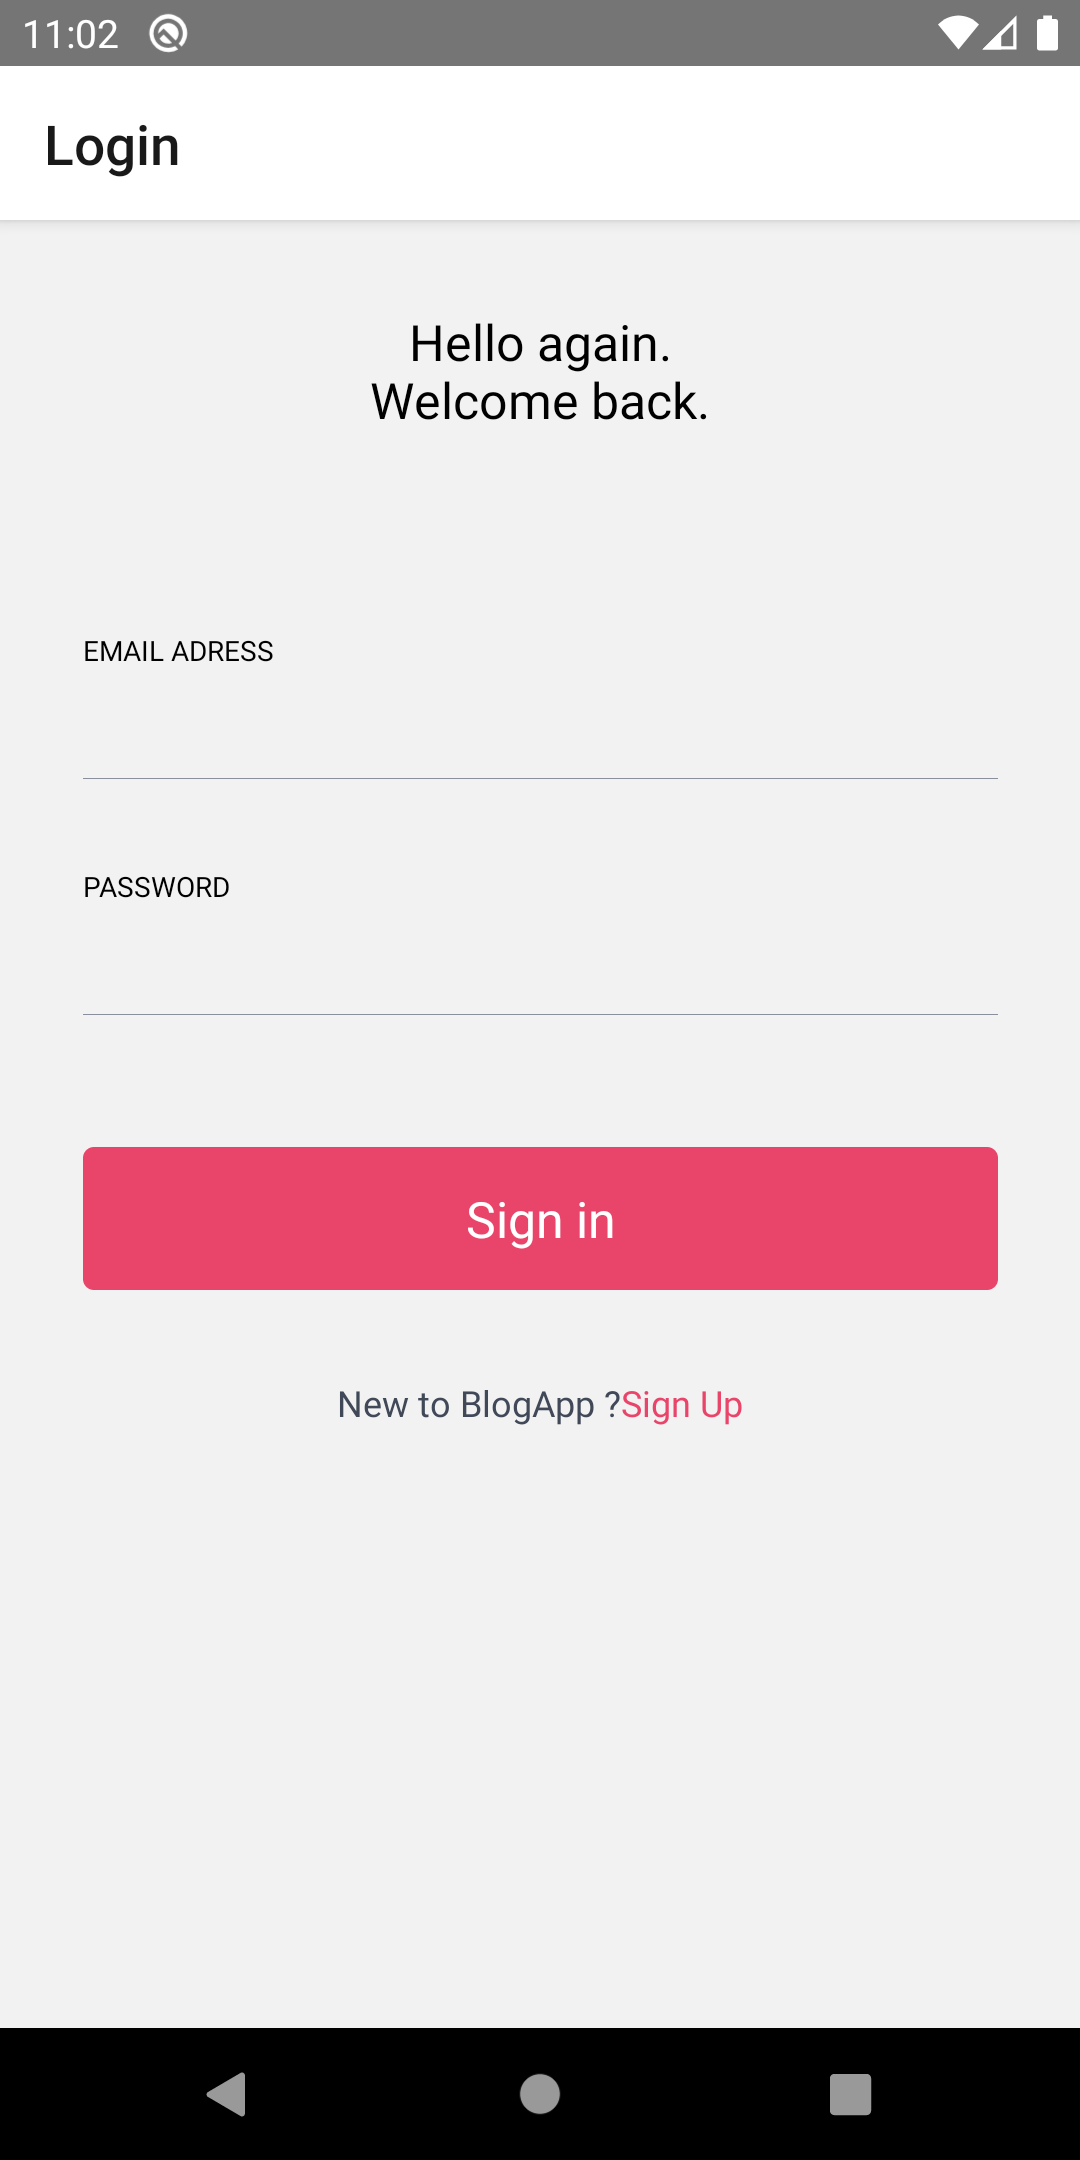 11:02
Login
Hello again.
Welcome back.
EMAIL ADRESS
PASSWORD
Sign in
New to BlogApp ?Sign Up